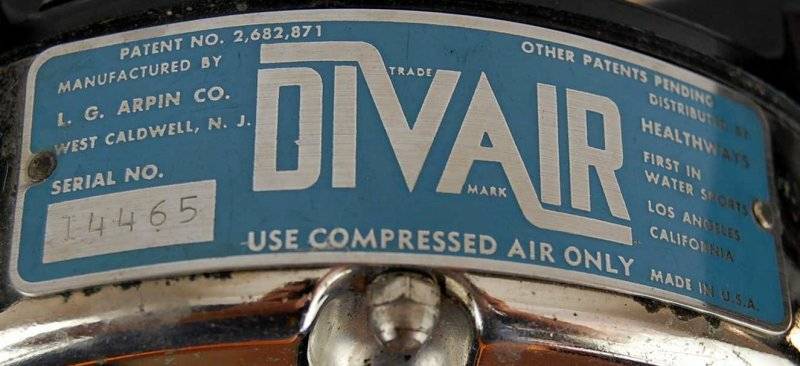 PATENT NO. 2,682,871
MANUFACTURED BY
L. G. ARPIN CO.
WEST CALDWELL, N. J.
SERIAL NO.
14465
DIVAIR
TRADE
MARK
USE COMPRESSED AIR ONLY
OTHER PATENTS PENDING
DISTRIBUTED BY
HEALTHWAYS
FIRST IN
WATER SPORTS
LOS ANGELES
CALIFORNIA
MADE IN U.S.A.